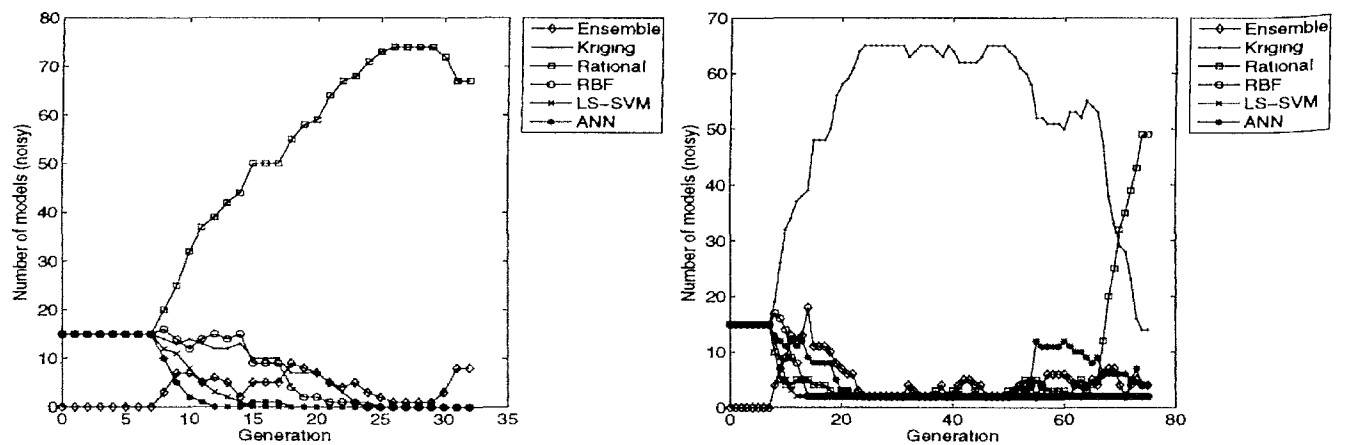 80
70
60
50
40
30
20
10
0
0 5 10 15 20 25 30 35
Generation
Number of models (noisy)
Ensemble
Kriging
Rational
RBF
LS-SVM
ANN
70
60
50
40
30
20
10
0
0 20 40 60 80
Generation
Number of models (noisy)
Ensemble
Kriging
Rational
RBF
LS-SVM
ANN